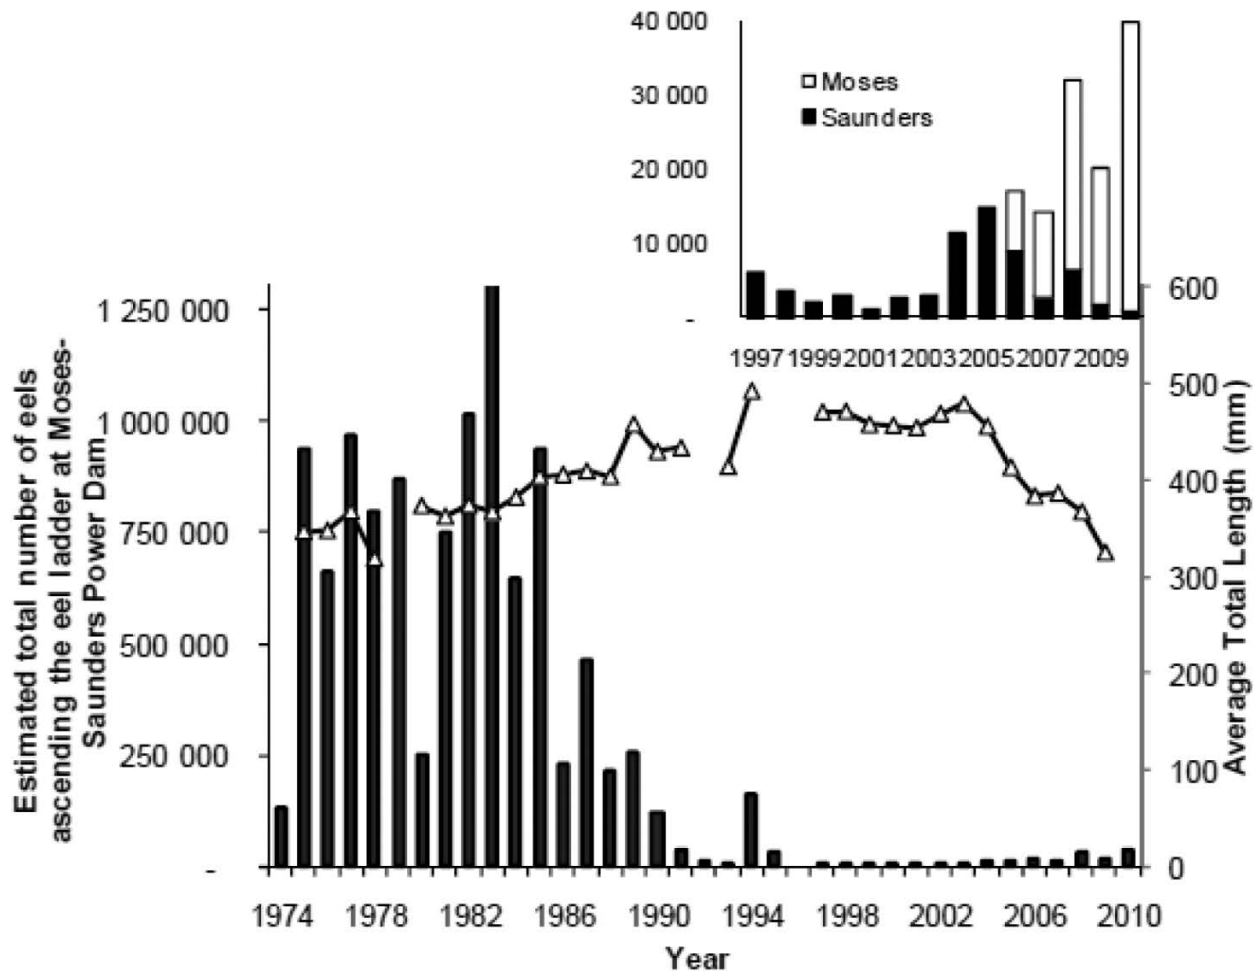 40 000
30 000
20 000
10 000
-
Moses
Saunders
1997 1999 2001 2003 2005 2007 2009
Estimated total number of eels
ascending the eel ladder at Moses-
Saunders Power Dam
1 250 000
1 000 000
750 000
500 000
250 000
-
600
500
400
300
200
100
0
Average Total Length (mm)
1974 1978 1982 1986 1990 1994 1998 2002 2006 2010
Year